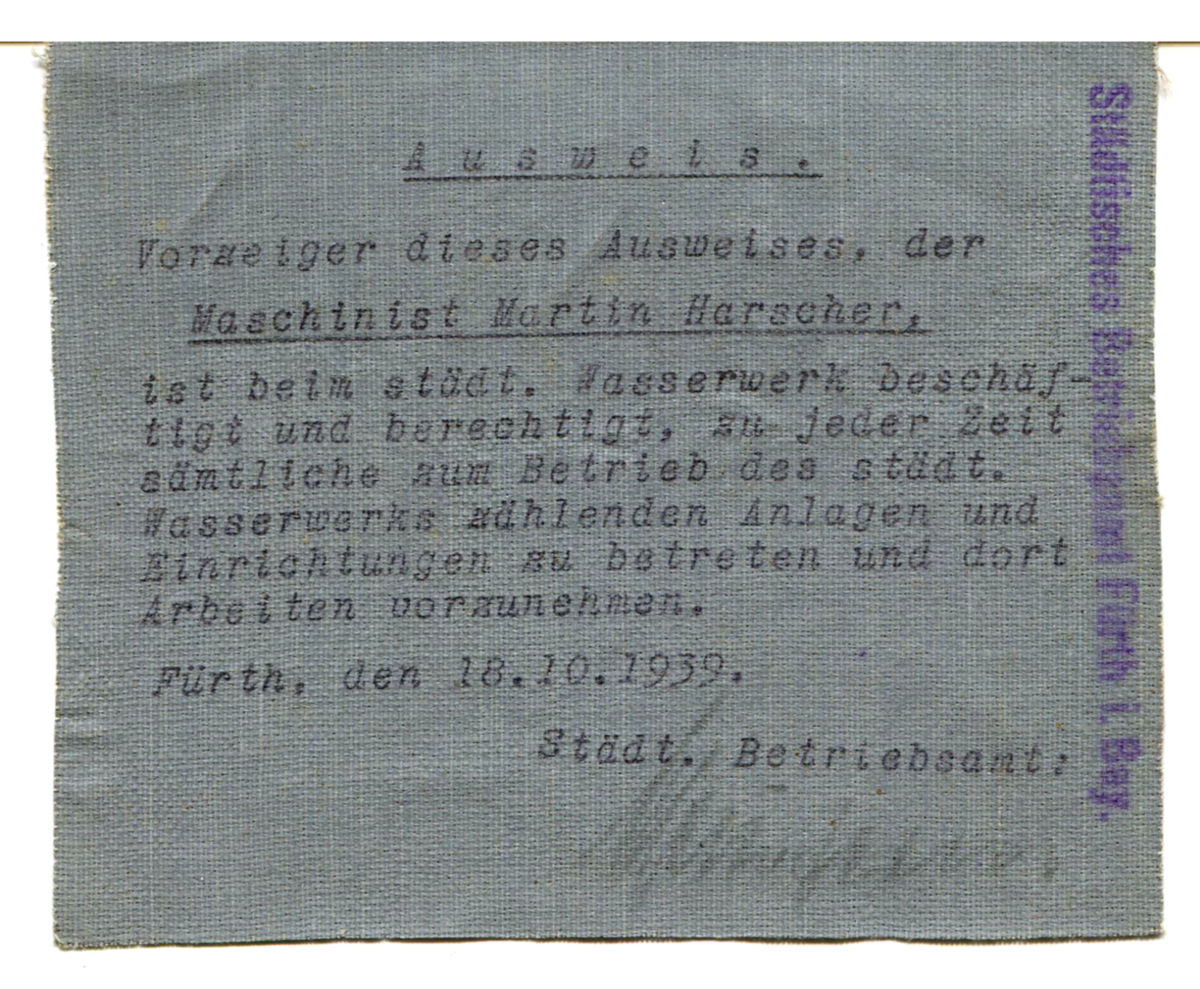 Ausweis.
Vorzeiger dieses Ausweises, der
Maschinist Martin Harscher,
ist beim städt. Wasserwerk beschäf-
tigt und berechtigt, zu jeder Zeit
sämtliche zum Betrieb des städt.
Wasserwerks zählenden Anlagen und
Einrichtungen zu betreten und dort
Arbeiten vorzunehmen.
Fürth, den 18.10.1939.
Städt. Betriebsamt:
Städtisches Betriebsamt Fürth i. Bay.